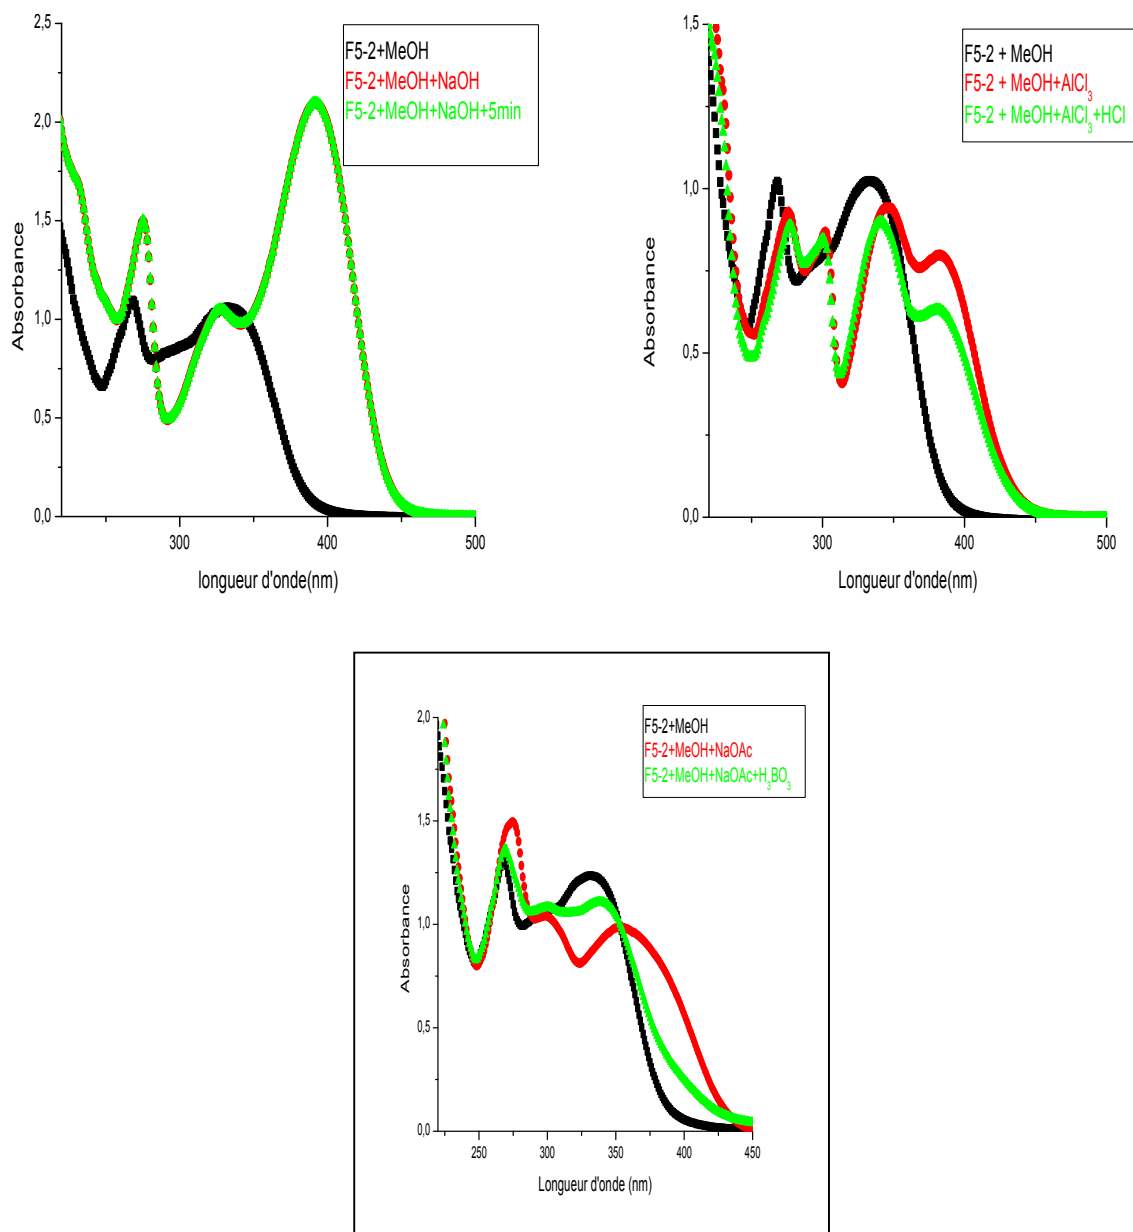 2,5
2,0
1,5
1,0
0,5
0,0
300
400
500
Absorbance
longueur d'onde(nm)
F5-2+MeOH
F5-2+MeOH+NaOH
F5-2+MeOH+NaOH+5min
1,5
1,0
0,5
0,0
300
400
500
Absorbance
Longueur d'onde(nm)
F5-2 + MeOH
F5-2 + MeOH+AlCl3
F5-2 + MeOH+AlCl3+HCl
2,0
1,5
1,0
0,5
0,0
250
300
350
400
450
Absorbance
Longueur d'onde (nm)
F5-2+MeOH
F5-2+MeOH+NaOAc
F5-2+MeOH+NaOAc+H3BO3